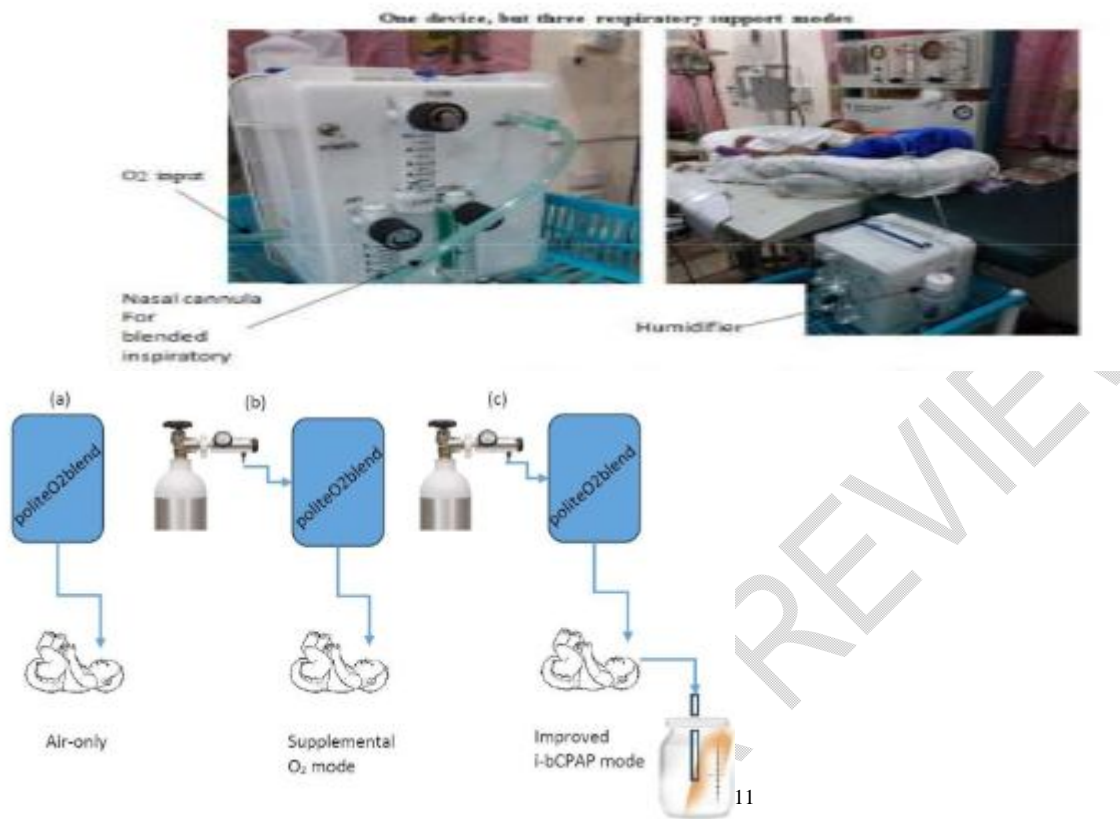 One device, but three respiratory support modes
O2 input
Nasal cannula
For
blended
inspiratory
Humidifier
(a)
(b)
(c)
politeO2blend
politeO2blend
politeO2blend
Air-only
Supplemental
O₂ mode
Improved
i-bCPAP mode
11
REVIEW